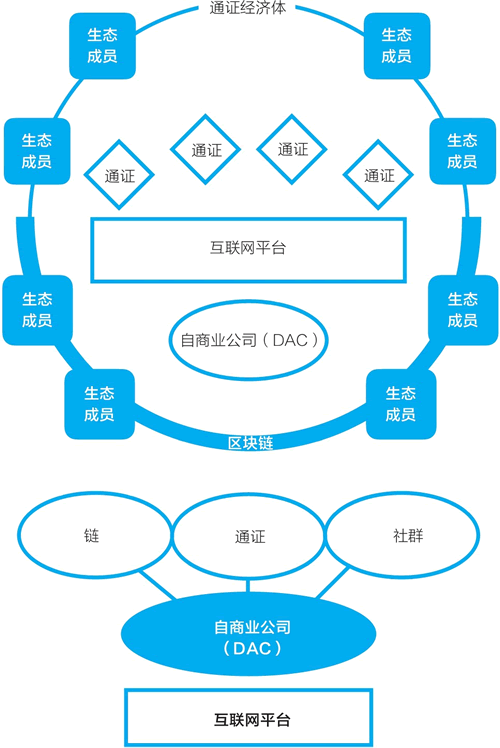 通证经济体
生态
成员
生态
成员
生态
成员
生态
成员
通证
通证
通证
通证
互联网平台
生态
成员
生态
成员
自商业公司（DAC）
生态
成员
生态
成员
区块链
链
通证
社群
自商业公司
（DAC）
互联网平台